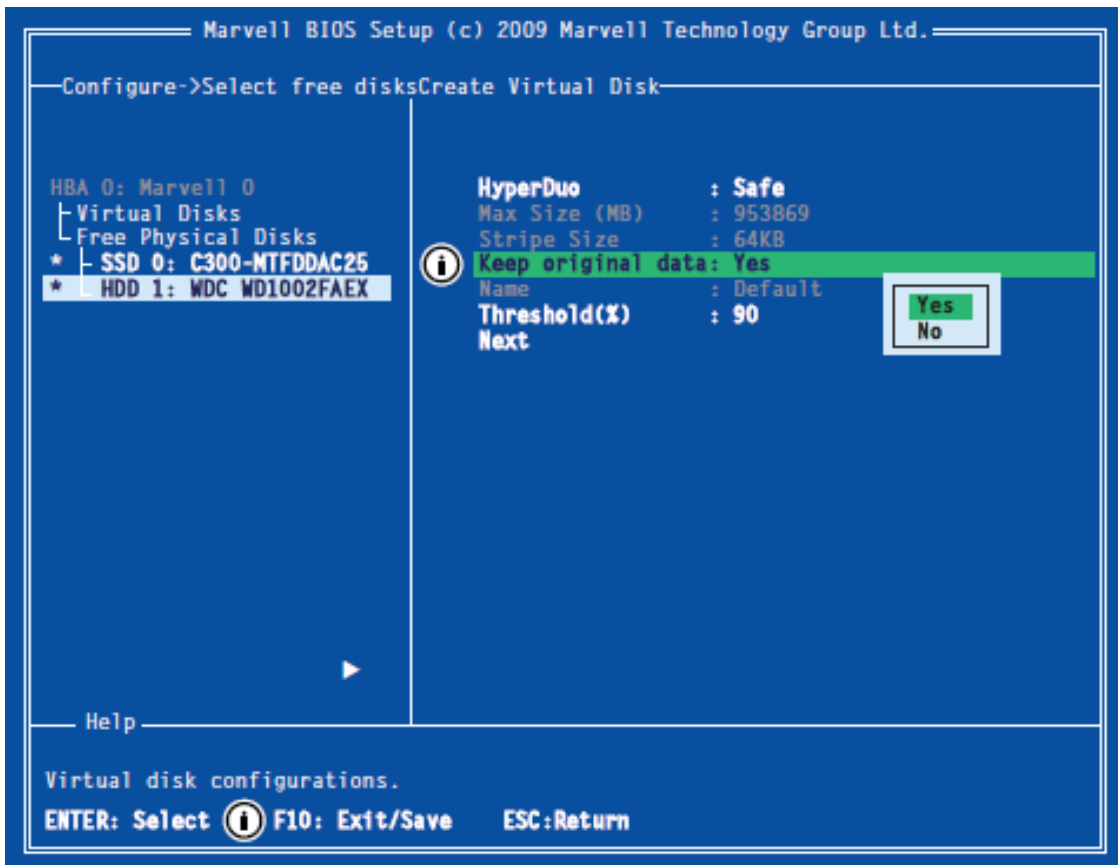 Marvell BIOS Setup (c) 2009 Marvell Technology Group Ltd.
Configure->Select free disksCreate Virtual Disk
HBA 0: Marvell 0
Virtual Disks
Free Physical Disks
* SSD 0: C300-MTFDDAC25
* HDD 1: WDC WD1002FAEX
HyperDuo : Safe
Max Size (MB) : 953869
Stripe Size : 64KB
Keep original data: Yes
Name : Default
Threshold(%) : 90
Next
Yes
No
Help
Virtual disk configurations.
ENTER: Select i F10: Exit/Save ESC:Return